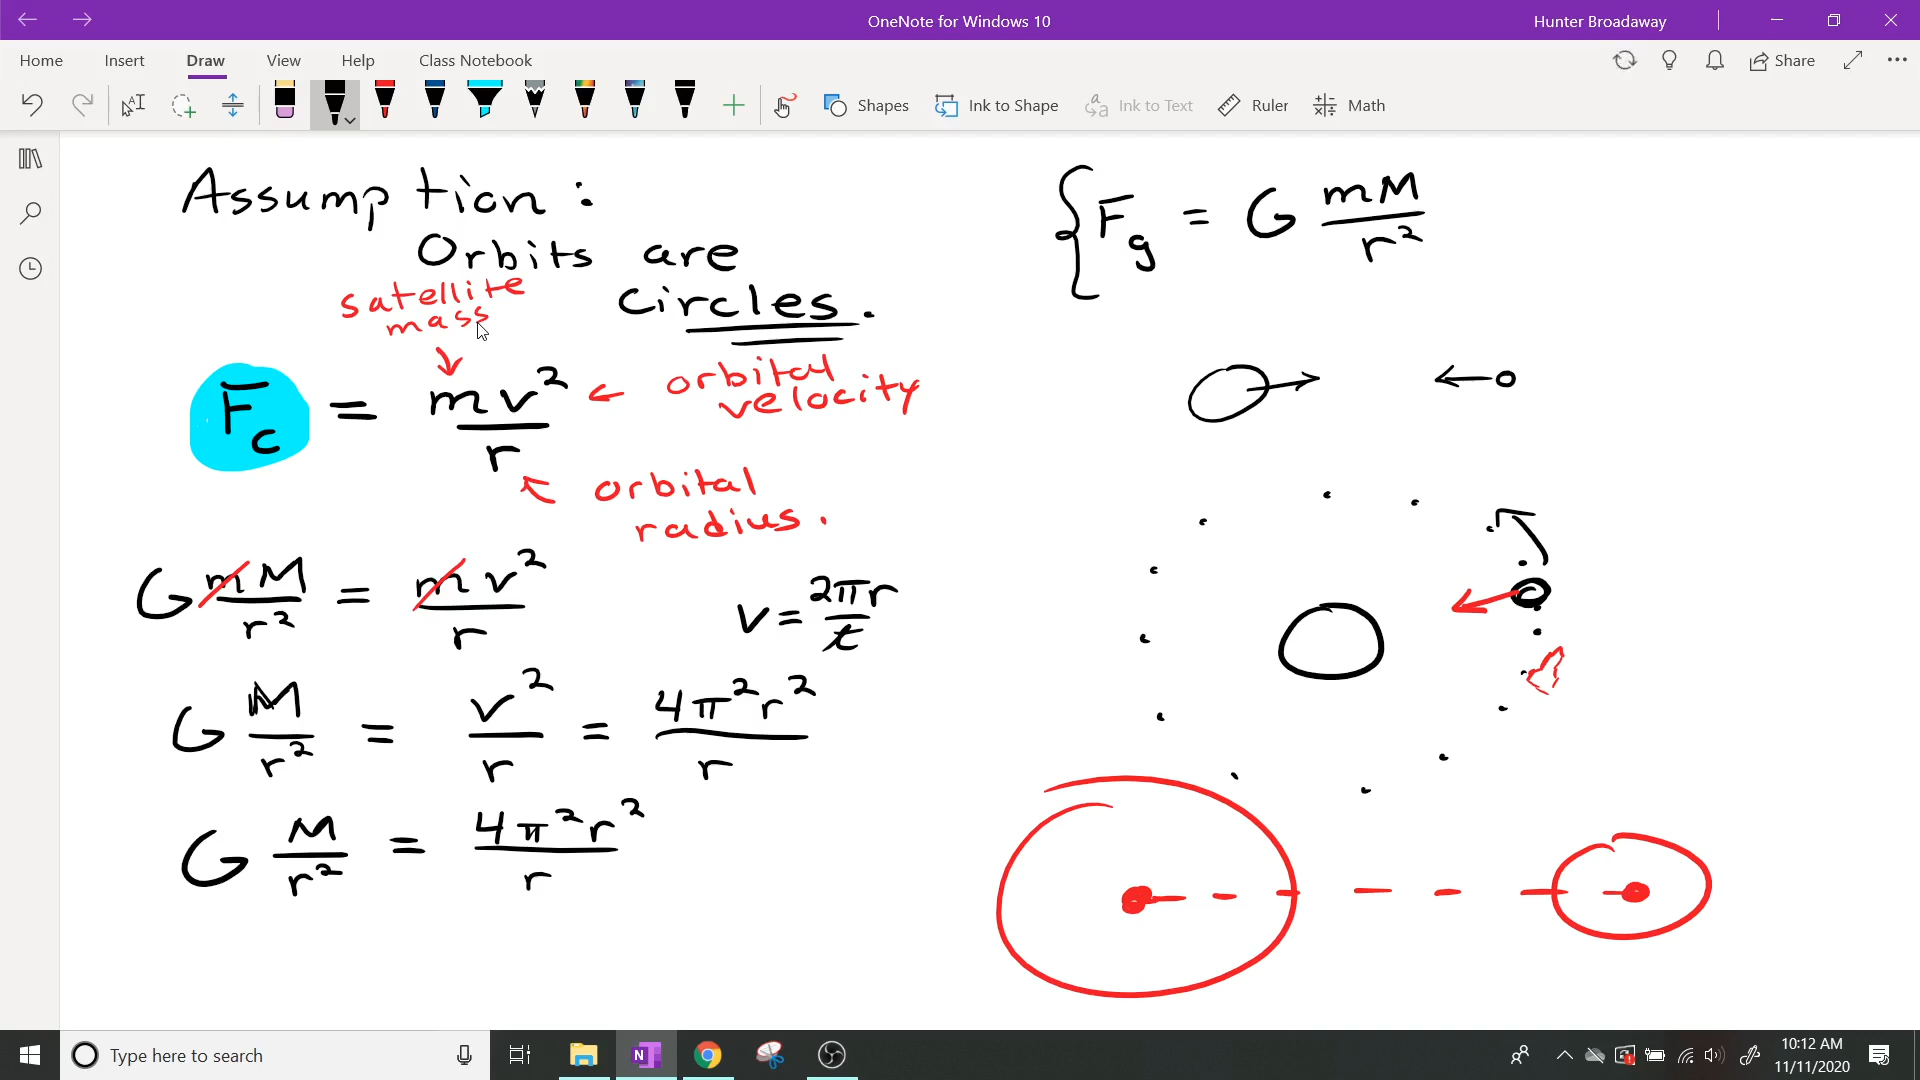 OneNote for Windows 10
Hunter Broadaway
Home Insert Draw View Help Class Notebook
Share
Shapes Ink to Shape Ink to Text Ruler Math
Assumption:
Orbits are
circles.
satellite
mass
F_c = mv²/r
orbital
velocity
orbital
radius.
G mM/r² = mv²/r
v = 2πr/t
G M/r² = v²/r = 4π²r²/r
G M/r² = 4π²r²/r
{F_g = G mM/r²
Type here to search
10:12 AM
11/11/2020